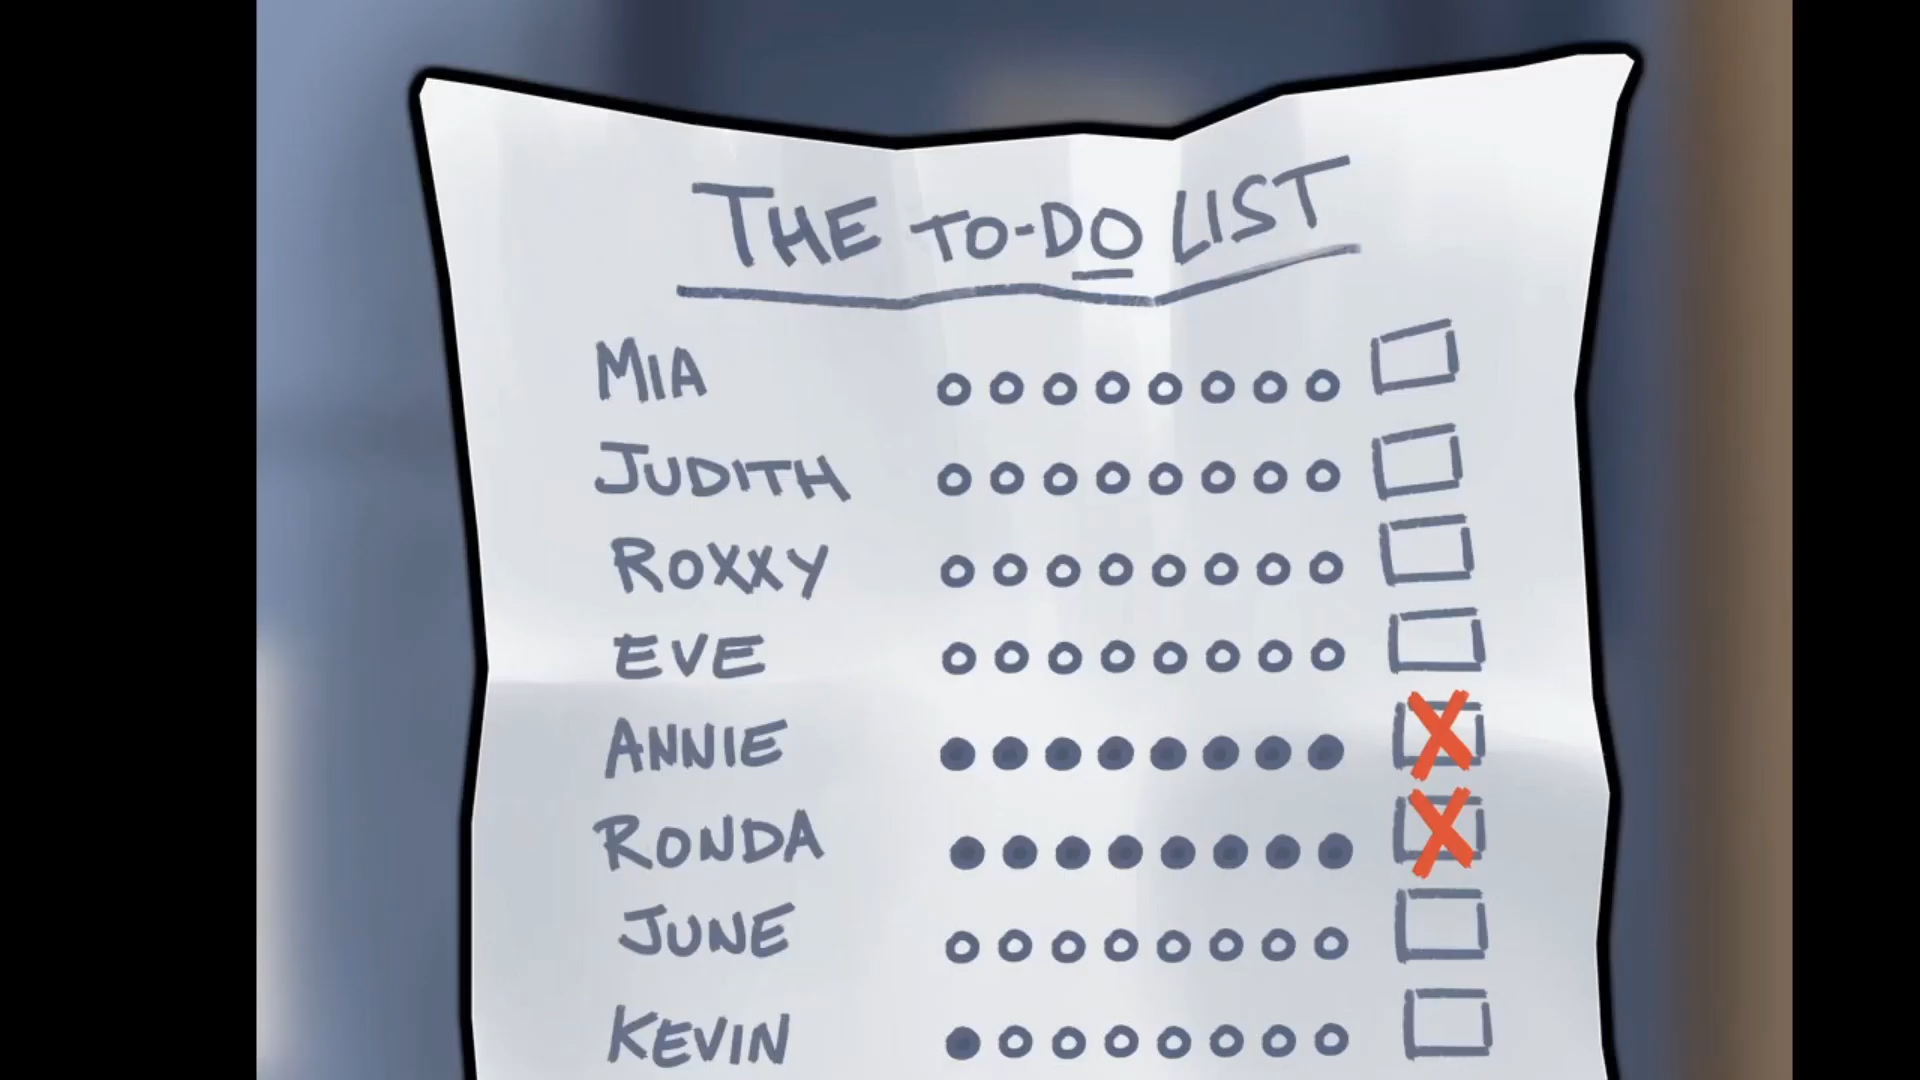 THE TO-DO LIST
MIA
JUDITH
ROXXY
EVE
ANNIE
RONDA
JUNE
KEVIN